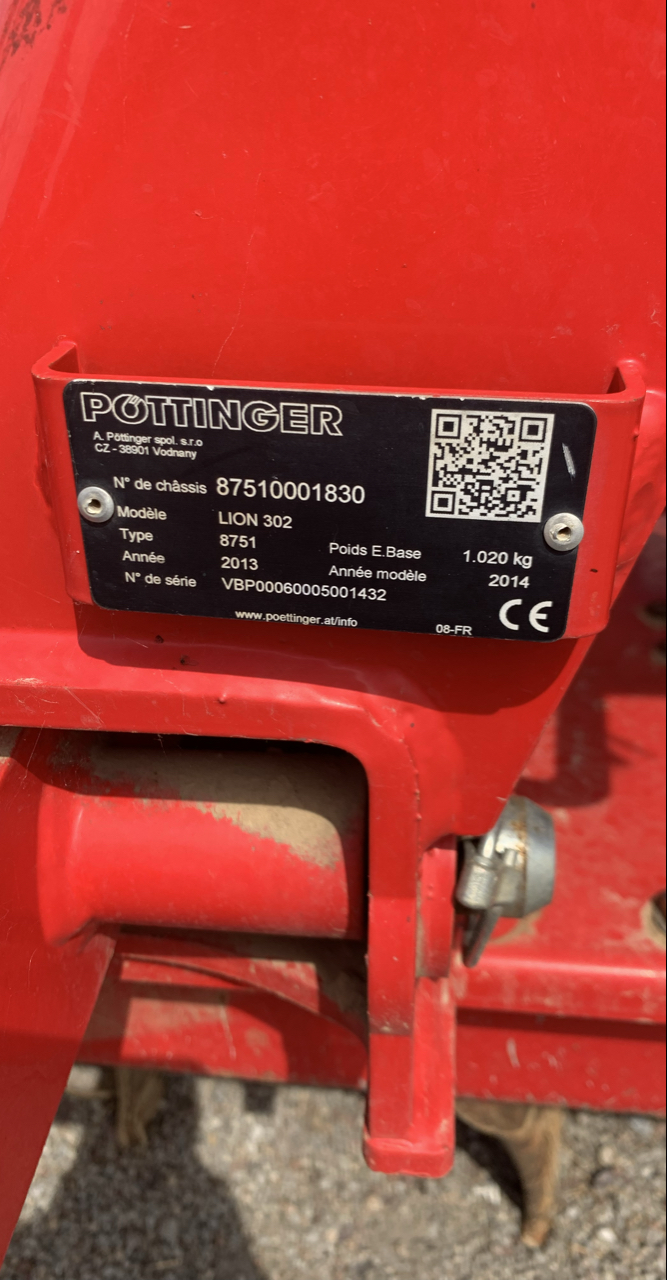 PÖTTINGER
A. Pöttinger spol. s.r.o
CZ - 38901 Vodnany
N° de châssis 87510001830
Modèle LION 302
Type 8751
Poids E.Base 1.020 kg
Année 2013
Année modèle 2014
N° de série VBP00060005001432
www.poettinger.at/info
08-FR
CE